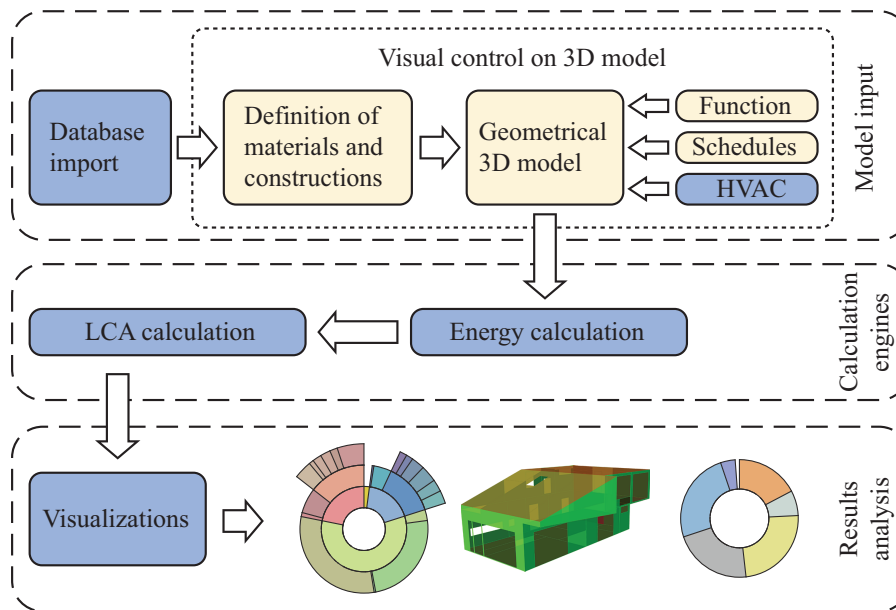 Visual control on 3D model
Database
import
Definition of
materials and
constructions
Geometrical
3D model
Function
Schedules
HVAC
Model input
LCA calculation
Energy calculation
Calculation
engines
Visualizations
Results
analysis